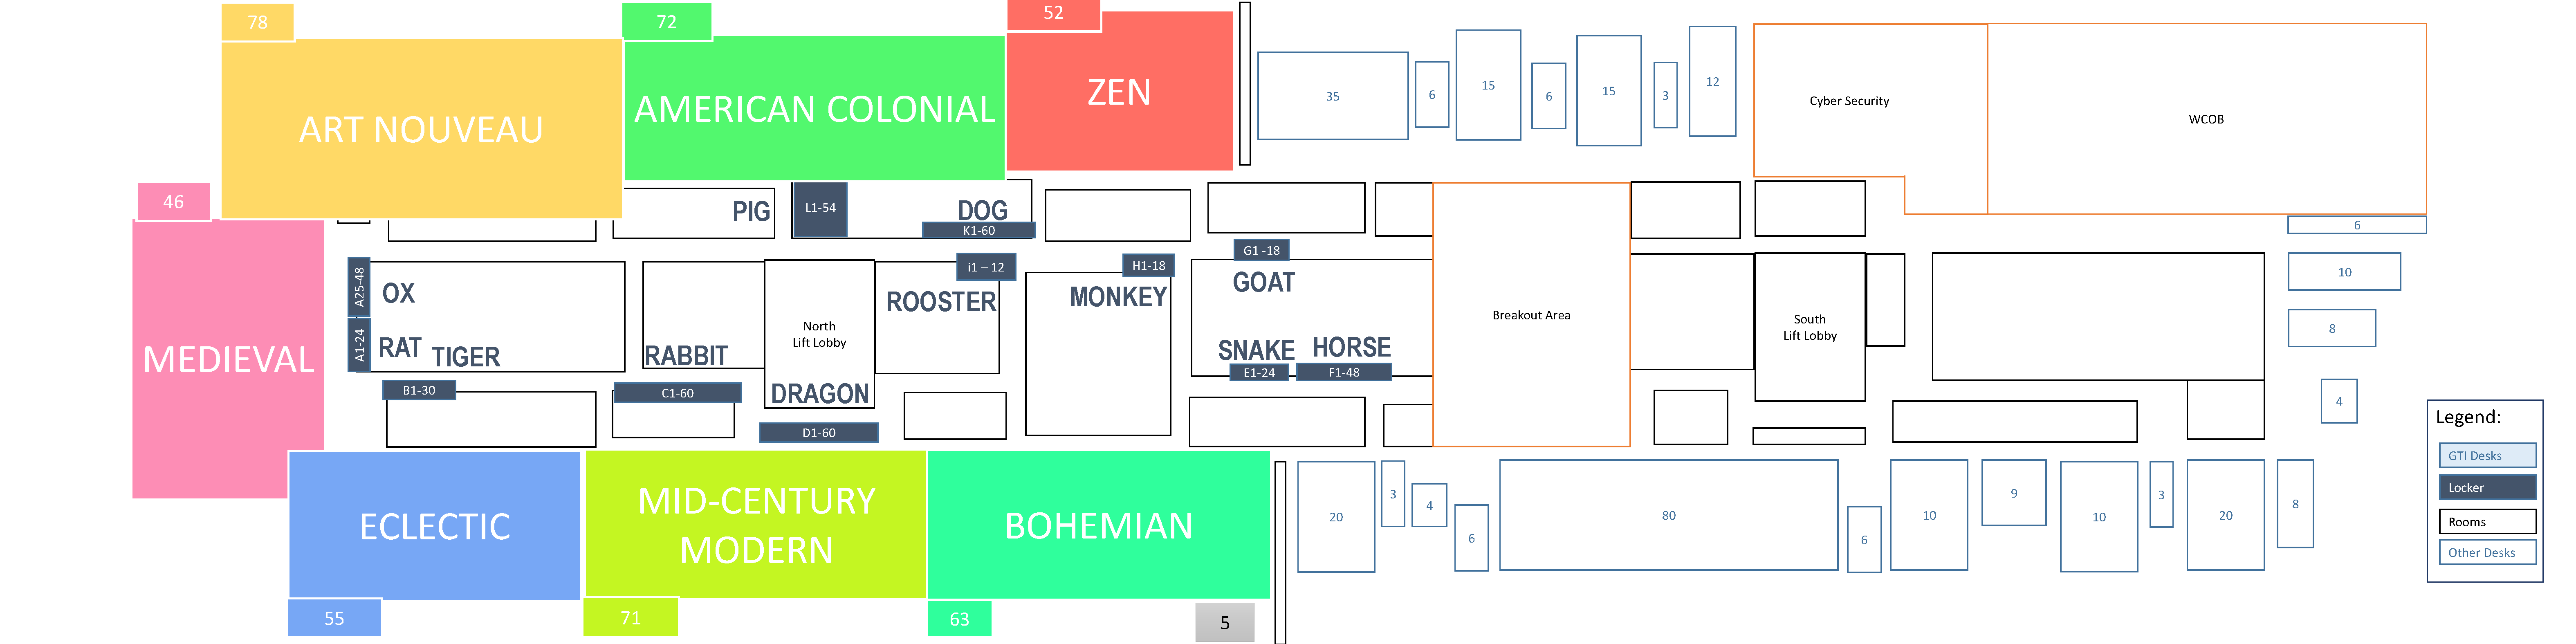 78
72
52
ART NOUVEAU
AMERICAN COLONIAL
ZEN
35
6
15
6
15
3
12
Cyber Security
WCOB
46
PIG
L1-54
DOG
K1-60
6
MEDIEVAL
A25-48
A1-24
OX
RAT
TIGER
B1-30
RABBIT
C1-60
North
Lift Lobby
DRAGON
D1-60
i1 – 12
ROOSTER
H1-18
MONKEY
G1 -18
GOAT
SNAKE
HORSE
E1-24
F1-48
Breakout Area
South
Lift Lobby
10
8
4
Legend:
GTI Desks
Locker
Rooms
Other Desks
ECLECTIC
MID-CENTURY
MODERN
BOHEMIAN
20
3
4
6
80
6
10
9
10
3
20
8
55
71
63
5